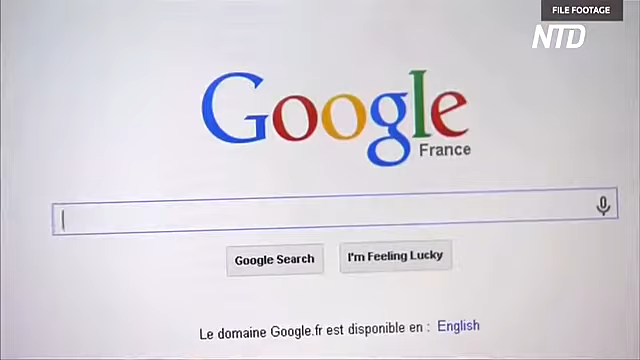 FILE FOOTAGE
NTD
Google
France
Google Search
I'm Feeling Lucky
Le domaine Google.fr est disponible en : English